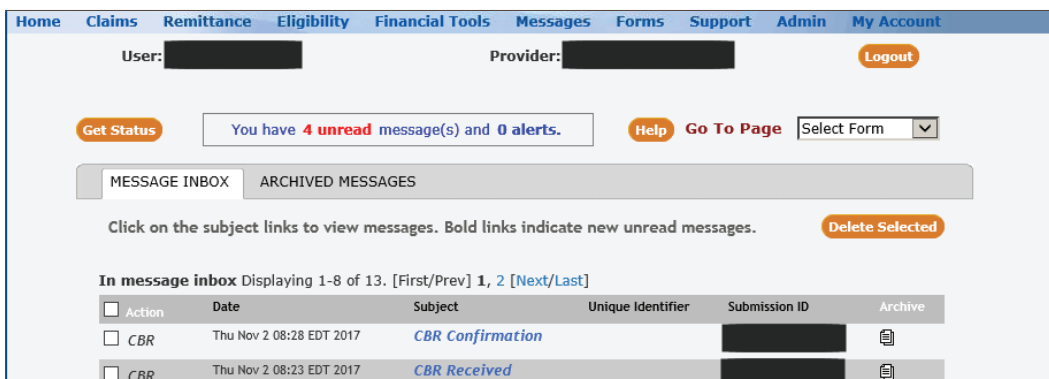 Home Claims Remittance Eligibility Financial Tools Messages Forms Support Admin My Account
User: Provider: Logout
Get Status You have 4 unread message(s) and 0 alerts. Help Go To Page Select Form
MESSAGE INBOX ARCHIVED MESSAGES
Click on the subject links to view messages. Bold links indicate new unread messages. Delete Selected
In message inbox Displaying 1-8 of 13. [First/Prev] 1, 2 [Next/Last]
Action Date Subject Unique Identifier Submission ID Archive
CBR Thu Nov 2 08:28 EDT 2017 CBR Confirmation
CBR Thu Nov 2 08:23 EDT 2017 CBR Received